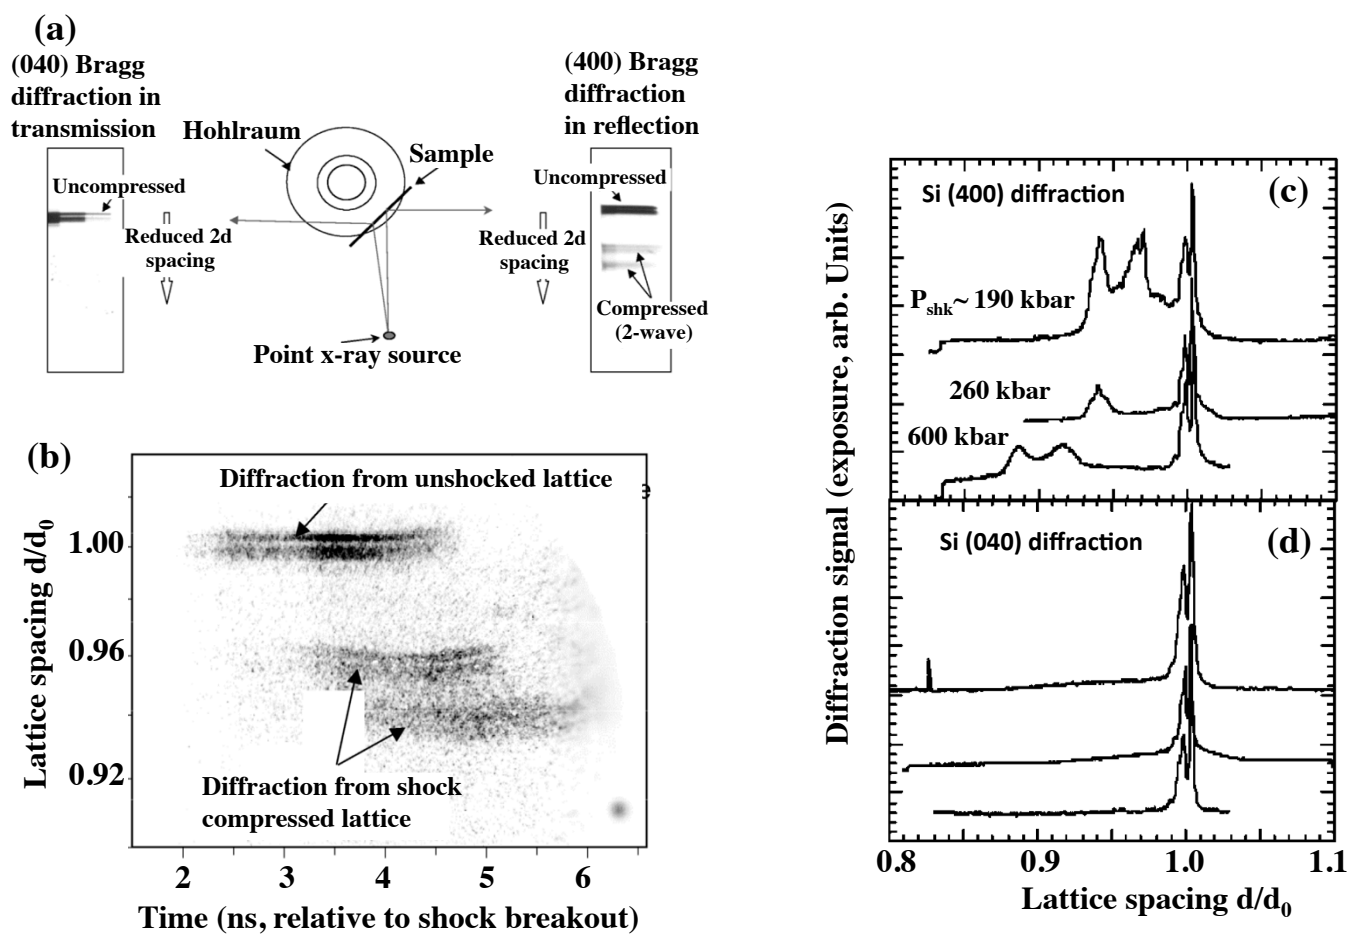 (a)
(040) Bragg
diffraction in
transmission
Hohlraum
Sample
(400) Bragg
diffraction
in reflection
Uncompressed
Uncompressed
Reduced 2d
spacing
Reduced 2d
spacing
Compressed
(2-wave)
Point x-ray source
(b)
Diffraction from unshocked lattice
Lattice spacing d/d0
1.00
0.96
0.92
Diffraction from shock
compressed lattice
2 3 4 5 6
Time (ns, relative to shock breakout)
Diffraction signal (exposure, arb. Units)
Si (400) diffraction
(c)
Pshk~ 190 kbar
260 kbar
600 kbar
Si (040) diffraction
(d)
0.8 0.9 1.0 1.1
Lattice spacing d/d0